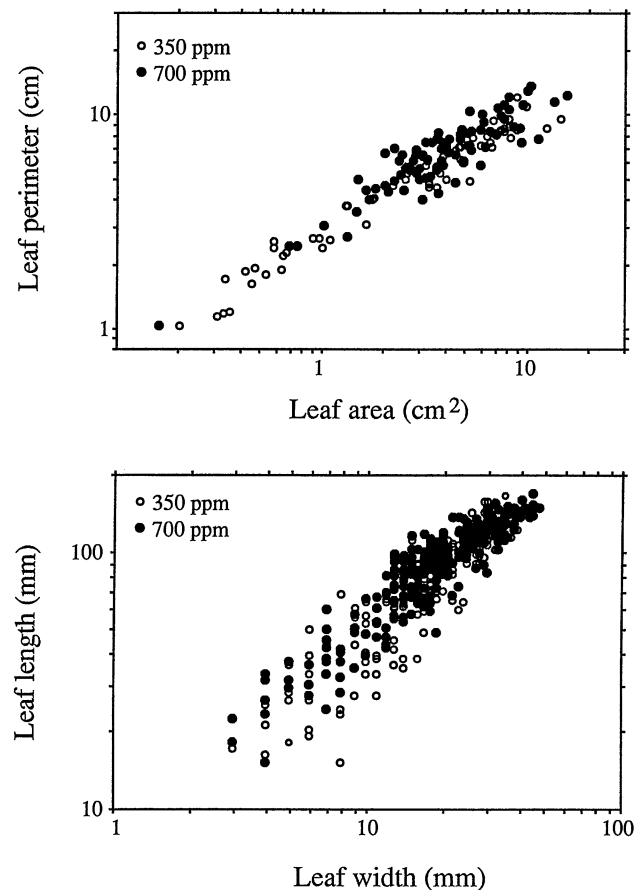 350 ppm
700 ppm
Leaf perimeter (cm)
10
1
1
10
Leaf area (cm²)
350 ppm
700 ppm
Leaf length (mm)
100
10
1
10
100
Leaf width (mm)